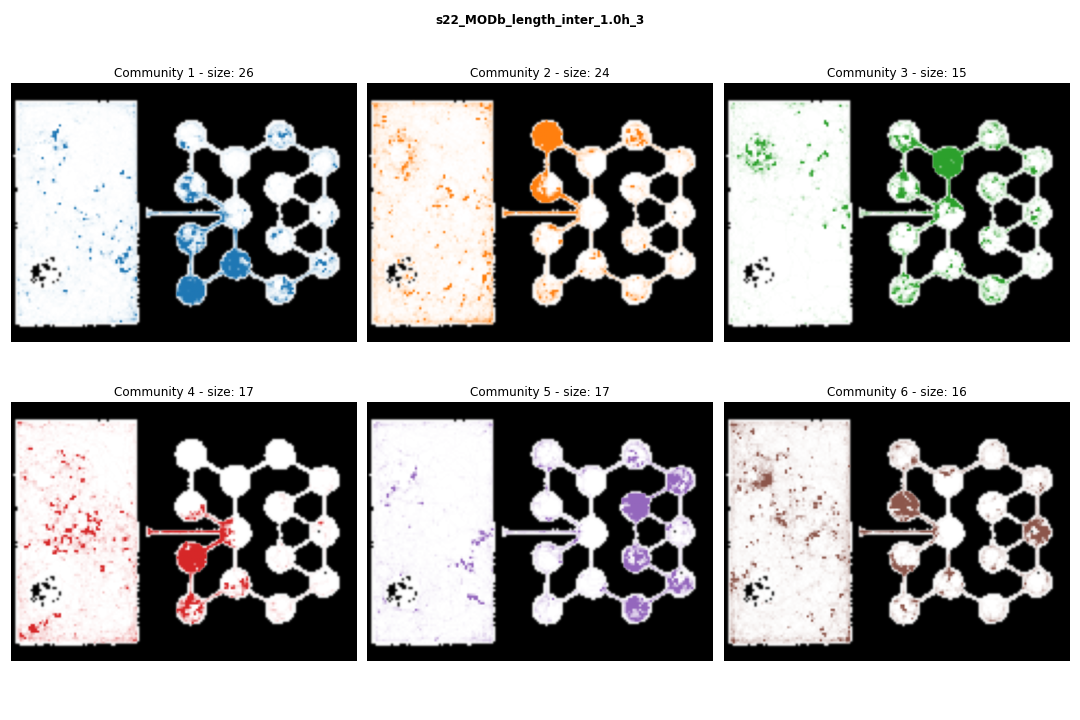 s22_MODb_length_inter_1.0h_3
Community 1 - size: 26
Community 2 - size: 24
Community 3 - size: 15
Community 4 - size: 17
Community 5 - size: 17
Community 6 - size: 16